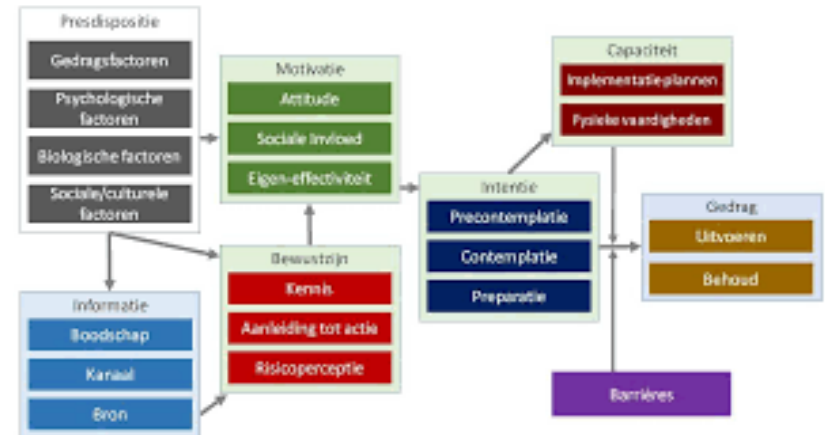 Presdispositie
Gedragsfactoren
Psychologische
factoren
Biologische factoren
Sociale/culturele
factoren
Informatie
Boodschap
Kanaal
Bron
Motivatie
Attitude
Sociale Invloed
Eigen-effectiviteit
Bewustzijn
Kennis
Aanleiding tot actie
Risicoperceptie
Intentie
Precontemplatie
Contemplatie
Preparatie
Capaciteit
Implementatieplannen
Fysieke vaardigheden
Gedrag
Uitvoeren
Behoud
Barrières